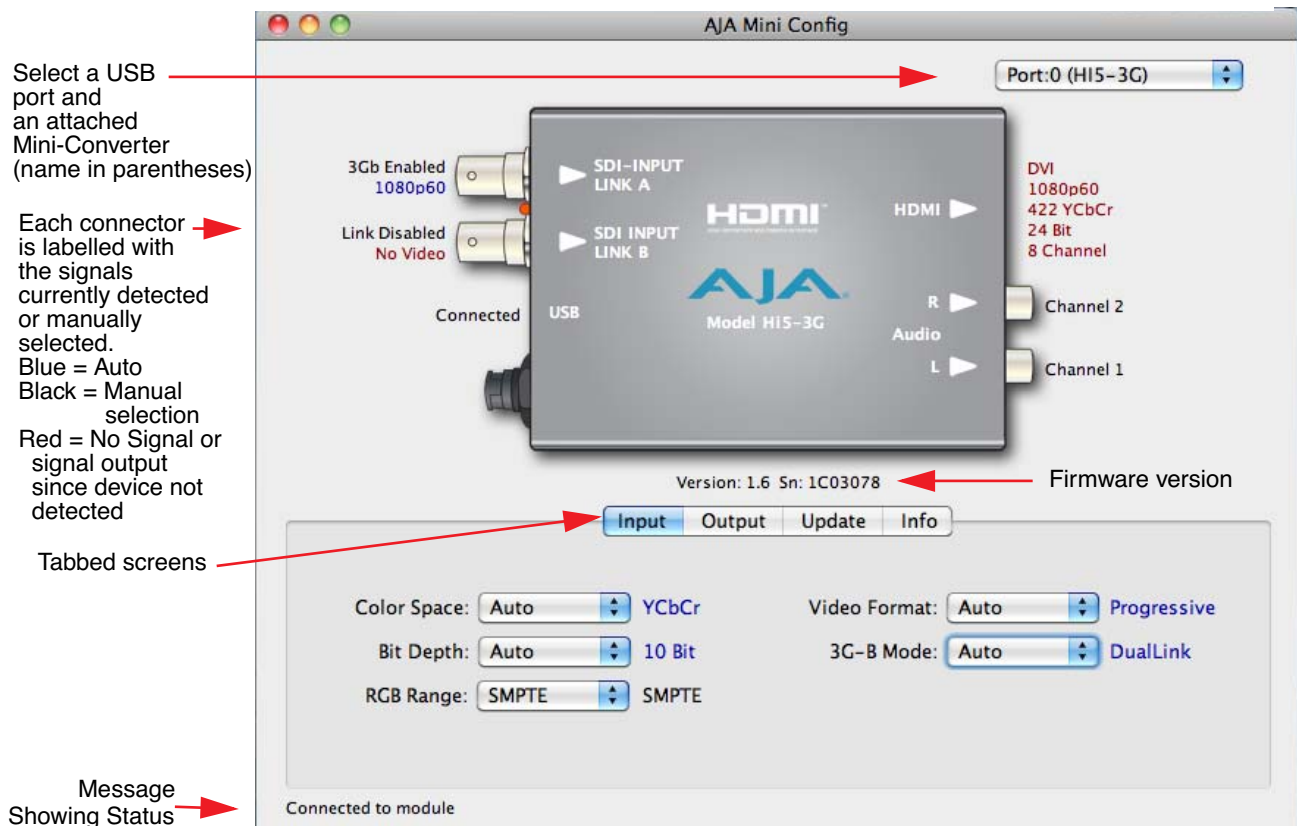 AJA Mini Config
Select a USB
port and
an attached
Mini-Converter
(name in parentheses)
Port:0 (HI5-3G)
3Gb Enabled
1080p60
Link Disabled
No Video
Connected
SDI-INPUT
LINK A
SDI INPUT
LINK B
USB
HDMI
AJA
Model Hi5-3G
HDMI
R
Audio
L
DVI
1080p60
422 YCbCr
24 Bit
8 Channel
Channel 2
Channel 1
Each connector
is labelled with
the signals
currently detected
or manually
selected.
Blue = Auto
Black = Manual
selection
Red = No Signal or
signal output
since device not
detected
Version: 1.6 Sn: 1C03078
Firmware version
Tabbed screens
Input Output Update Info
Color Space: Auto YCbCr
Video Format: Auto Progressive
Bit Depth: Auto 10 Bit
3G-B Mode: Auto DualLink
RGB Range: SMPTE SMPTE
Message
Showing Status
Connected to module